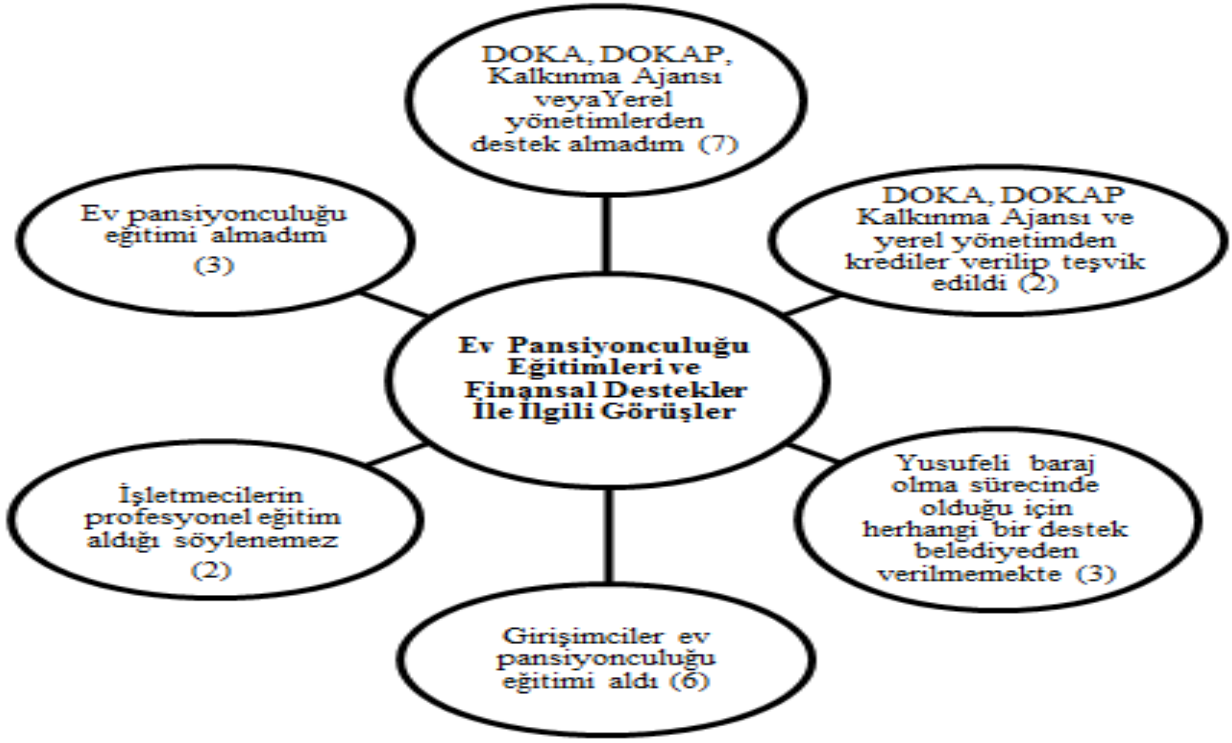 DOKA, DOKAP,
Kalkınma Ajansı
veyaYerel
yönetimlerden
destek almadım (7)
Ev pansiyonculuğu
eğitimi almadım
(3)
DOKA, DOKAP
Kalkınma Ajansı ve
yerel yönetimden
krediler verilip teşvik
edildi (2)
Ev Pansiyonculuğu
Eğitimleri ve
Finansal Destekler
İle İlgili Görüşler
İşletmecilerin
profesyonel eğitim
aldığı söylenemez
(2)
Yusufeli baraj
olma sürecinde
olduğu için
herhangi bir destek
belediyeden
verilmemekte (3)
Girişimciler ev
pansiyonculuğu
eğitimi aldı (6)